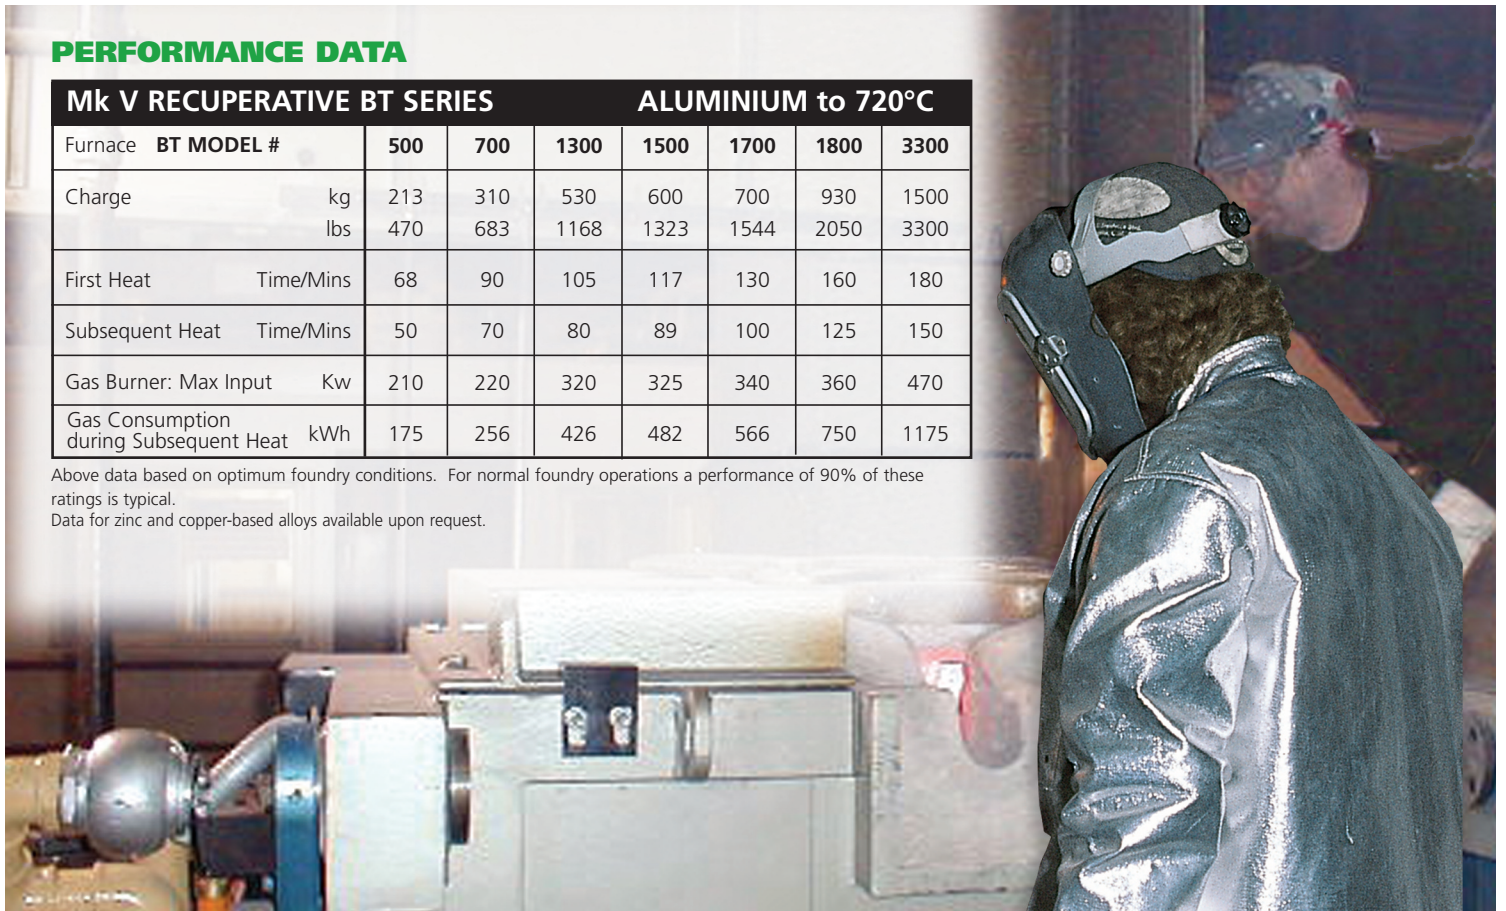 PERFORMANCE DATA
Mk V RECUPERATIVE BT SERIES ALUMINIUM to 720°C
Furnace BT MODEL # 500 700 1300 1500 1700 1800 3300
Charge kg 213 310 530 600 700 930 1500
lbs 470 683 1168 1323 1544 2050 3300
First Heat Time/Mins 68 90 105 117 130 160 180
Subsequent Heat Time/Mins 50 70 80 89 100 125 150
Gas Burner: Max Input Kw 210 220 320 325 340 360 470
Gas Consumption
during Subsequent Heat kWh 175 256 426 482 566 750 1175
Above data based on optimum foundry conditions. For normal foundry operations a performance of 90% of these
ratings is typical.
Data for zinc and copper-based alloys available upon request.